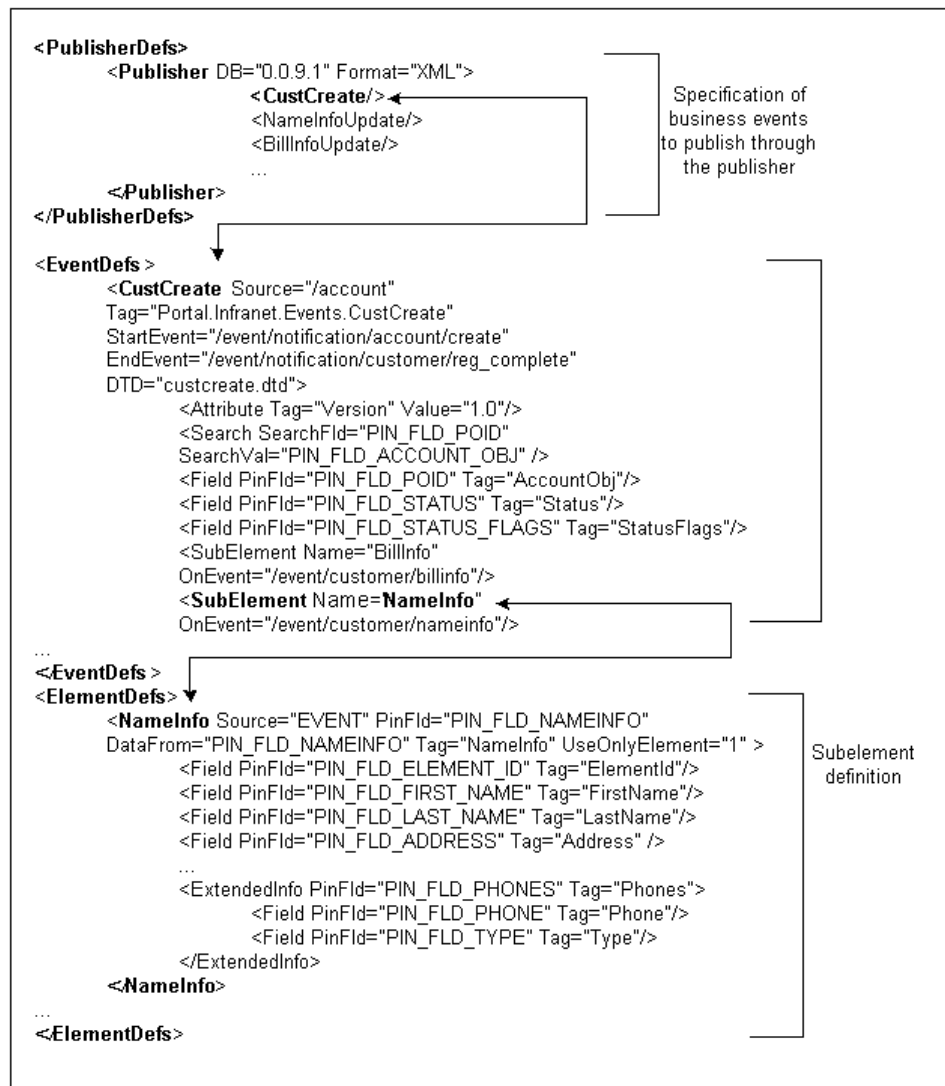 <PublisherDefs>
<Publisher DB="0.0.9.1" Format="XML">
<CustCreate/>
<NameInfoUpdate/>
<BillInfoUpdate/>
...
</Publisher>
</PublisherDefs>
Specification of
business events
to publish through
the publisher
<EventDefs >
<CustCreate Source="/account"
Tag="Portal.Infranet.Events.CustCreate"
StartEvent="/event/notification/account/create"
EndEvent="/event/notification/customer/reg_complete"
DTD="custcreate.dtd">
<Attribute Tag="Version" Value="1.0"/>
<Search SearchFld="PIN_FLD_POID"
SearchVal="PIN_FLD_ACCOUNT_OBJ" />
<Field PinFld="PIN_FLD_POID" Tag="AccountObj"/>
<Field PinFld="PIN_FLD_STATUS" Tag="Status"/>
<Field PinFld="PIN_FLD_STATUS_FLAGS" Tag="StatusFlags"/>
<SubElement Name="BillInfo"
OnEvent="/event/customer/billinfo"/>
<SubElement Name="NameInfo"
OnEvent="/event/customer/nameinfo"/>
...
</EventDefs >
<ElementDefs>
<NameInfo Source="EVENT" PinFld="PIN_FLD_NAMEINFO"
DataFrom="PIN_FLD_NAMEINFO" Tag="NameInfo" UseOnlyElement="1" >
<Field PinFld="PIN_FLD_ELEMENT_ID" Tag="ElementId"/>
<Field PinFld="PIN_FLD_FIRST_NAME" Tag="FirstName"/>
<Field PinFld="PIN_FLD_LAST_NAME" Tag="LastName"/>
<Field PinFld="PIN_FLD_ADDRESS" Tag="Address" />
...
<ExtendedInfo PinFld="PIN_FLD_PHONES" Tag="Phones">
<Field PinFld="PIN_FLD_PHONE" Tag="Phone"/>
<Field PinFld="PIN_FLD_TYPE" Tag="Type"/>
</ExtendedInfo>
</NameInfo>
...
</ElementDefs>
Subelement
definition